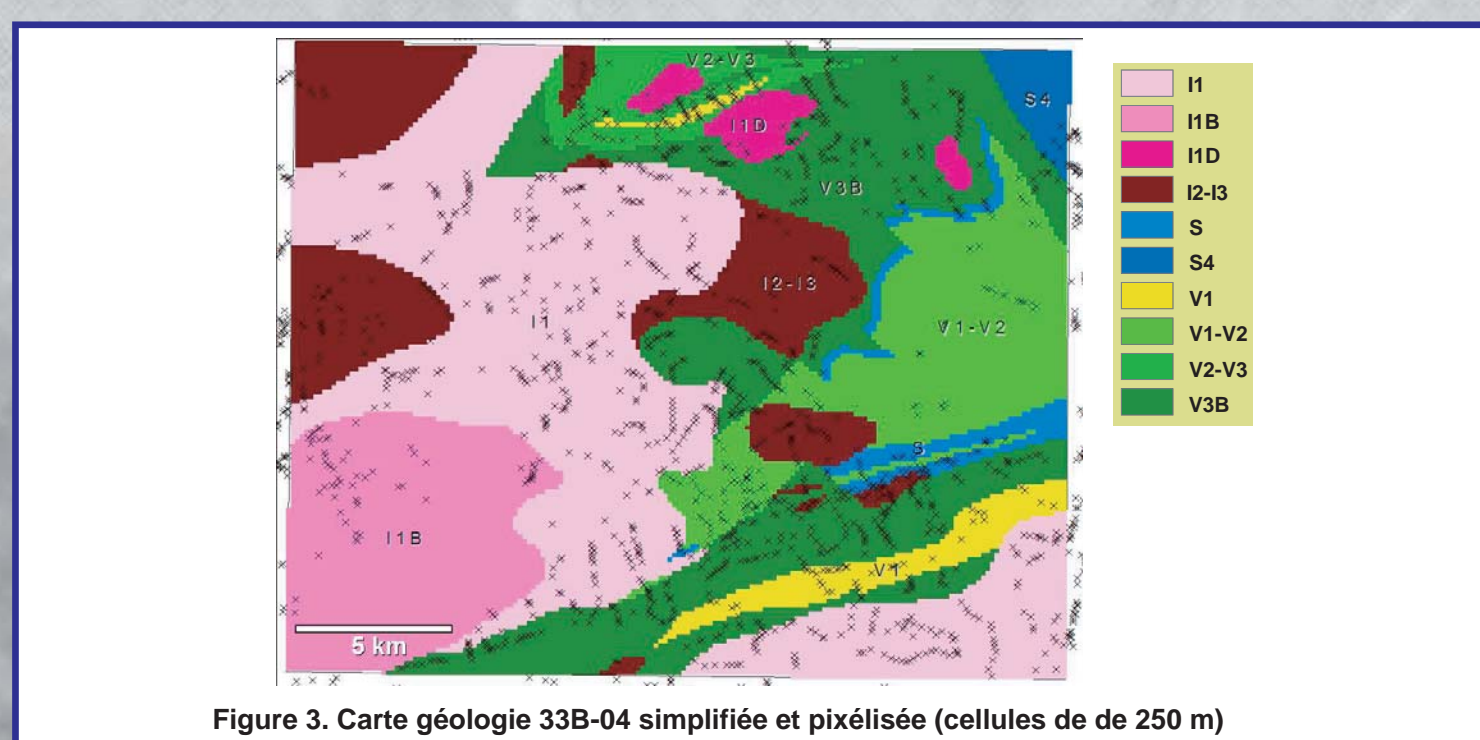 V2-V3
S4
I1D
V3B
I2-I3
I1
V1-V2
S
I1B
V1
5 km
I1
I1B
I1D
I2-I3
S
S4
V1
V1-V2
V2-V3
V3B
Figure 3. Carte géologie 33B-04 simplifiée et pixélisée (cellules de de 250 m)